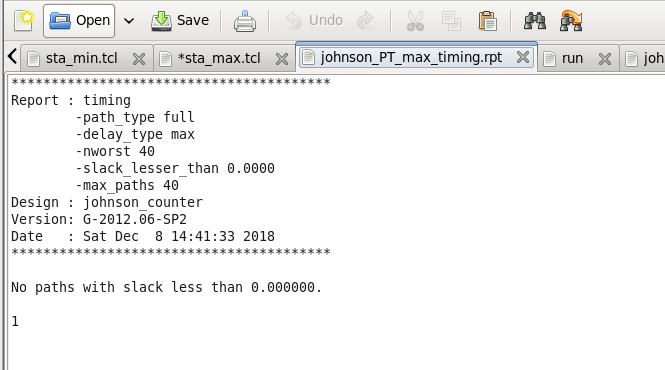 Open Save Undo
sta_min.tcl *sta_max.tcl johnson_PT_max_timing.rpt run joh
****************************************
Report : timing
        -path_type full
        -delay_type max
        -nworst 40
        -slack_lesser_than 0.0000
        -max_paths 40
Design : johnson_counter
Version: G-2012.06-SP2
Date   : Sat Dec  8 14:41:33 2018
****************************************
No paths with slack less than 0.000000.
1